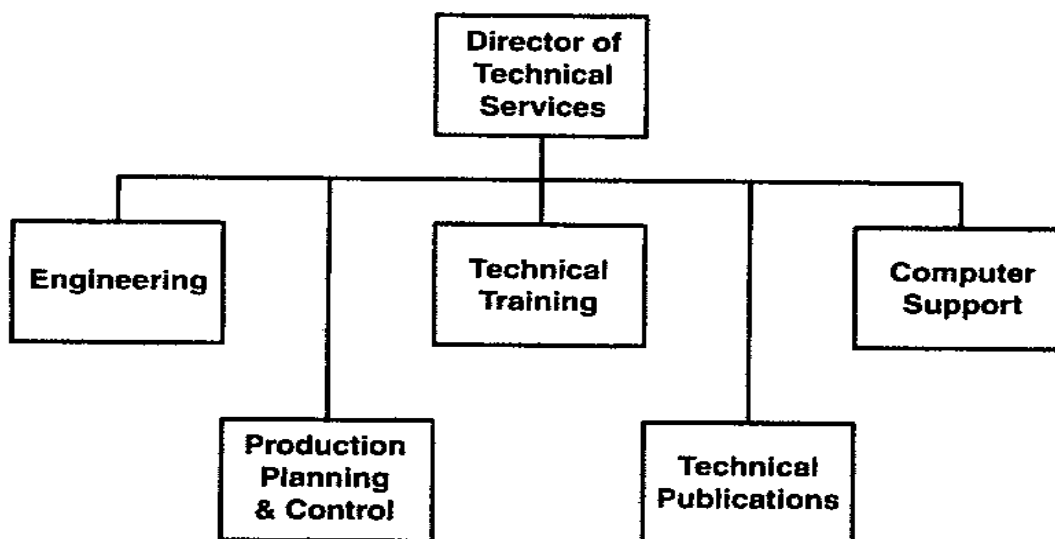 Director of
Technical
Services
Engineering
Technical
Training
Computer
Support
Production
Planning
& Control
Technical
Publications